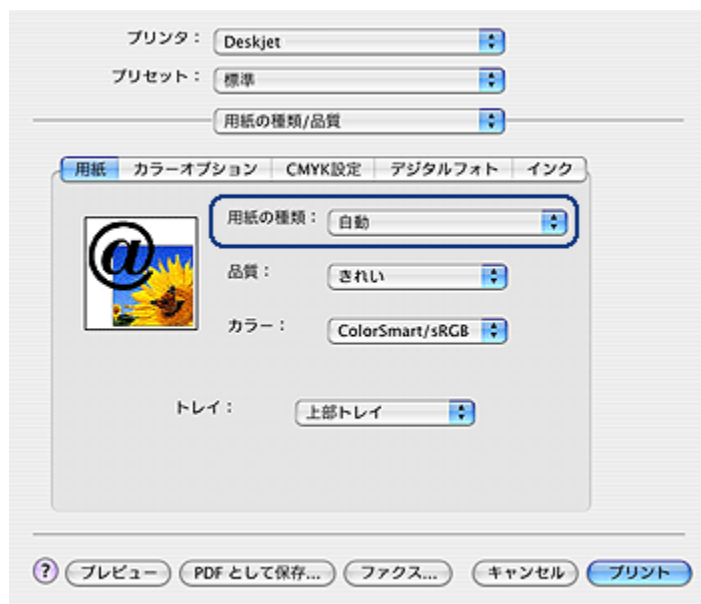 プリンタ： Deskjet
プリセット： 標準
用紙の種類/品質
用紙 カラーオプション CMYK設定 デジタルフォト インク
用紙の種類： 自動
@
品質： きれい
カラー： ColorSmart/sRGB
トレイ： 上部トレイ
? プレビュー PDF として保存... ファクス... キャンセル プリント